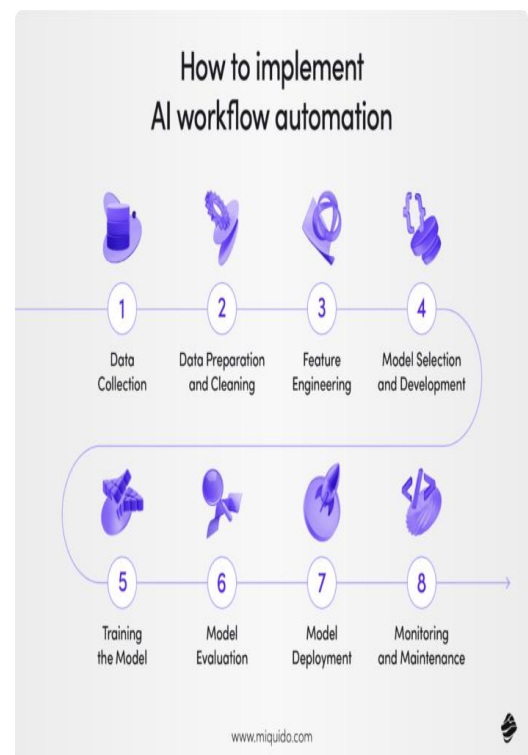 How to implement
AI workflow automation
1
2
3
4
Data
Collection
Data Preparation
and Cleaning
Feature
Engineering
Model Selection
and Development
5
6
7
8
Training
the Model
Model
Evaluation
Model
Deployment
Monitoring
and Maintenance
www.miquido.com